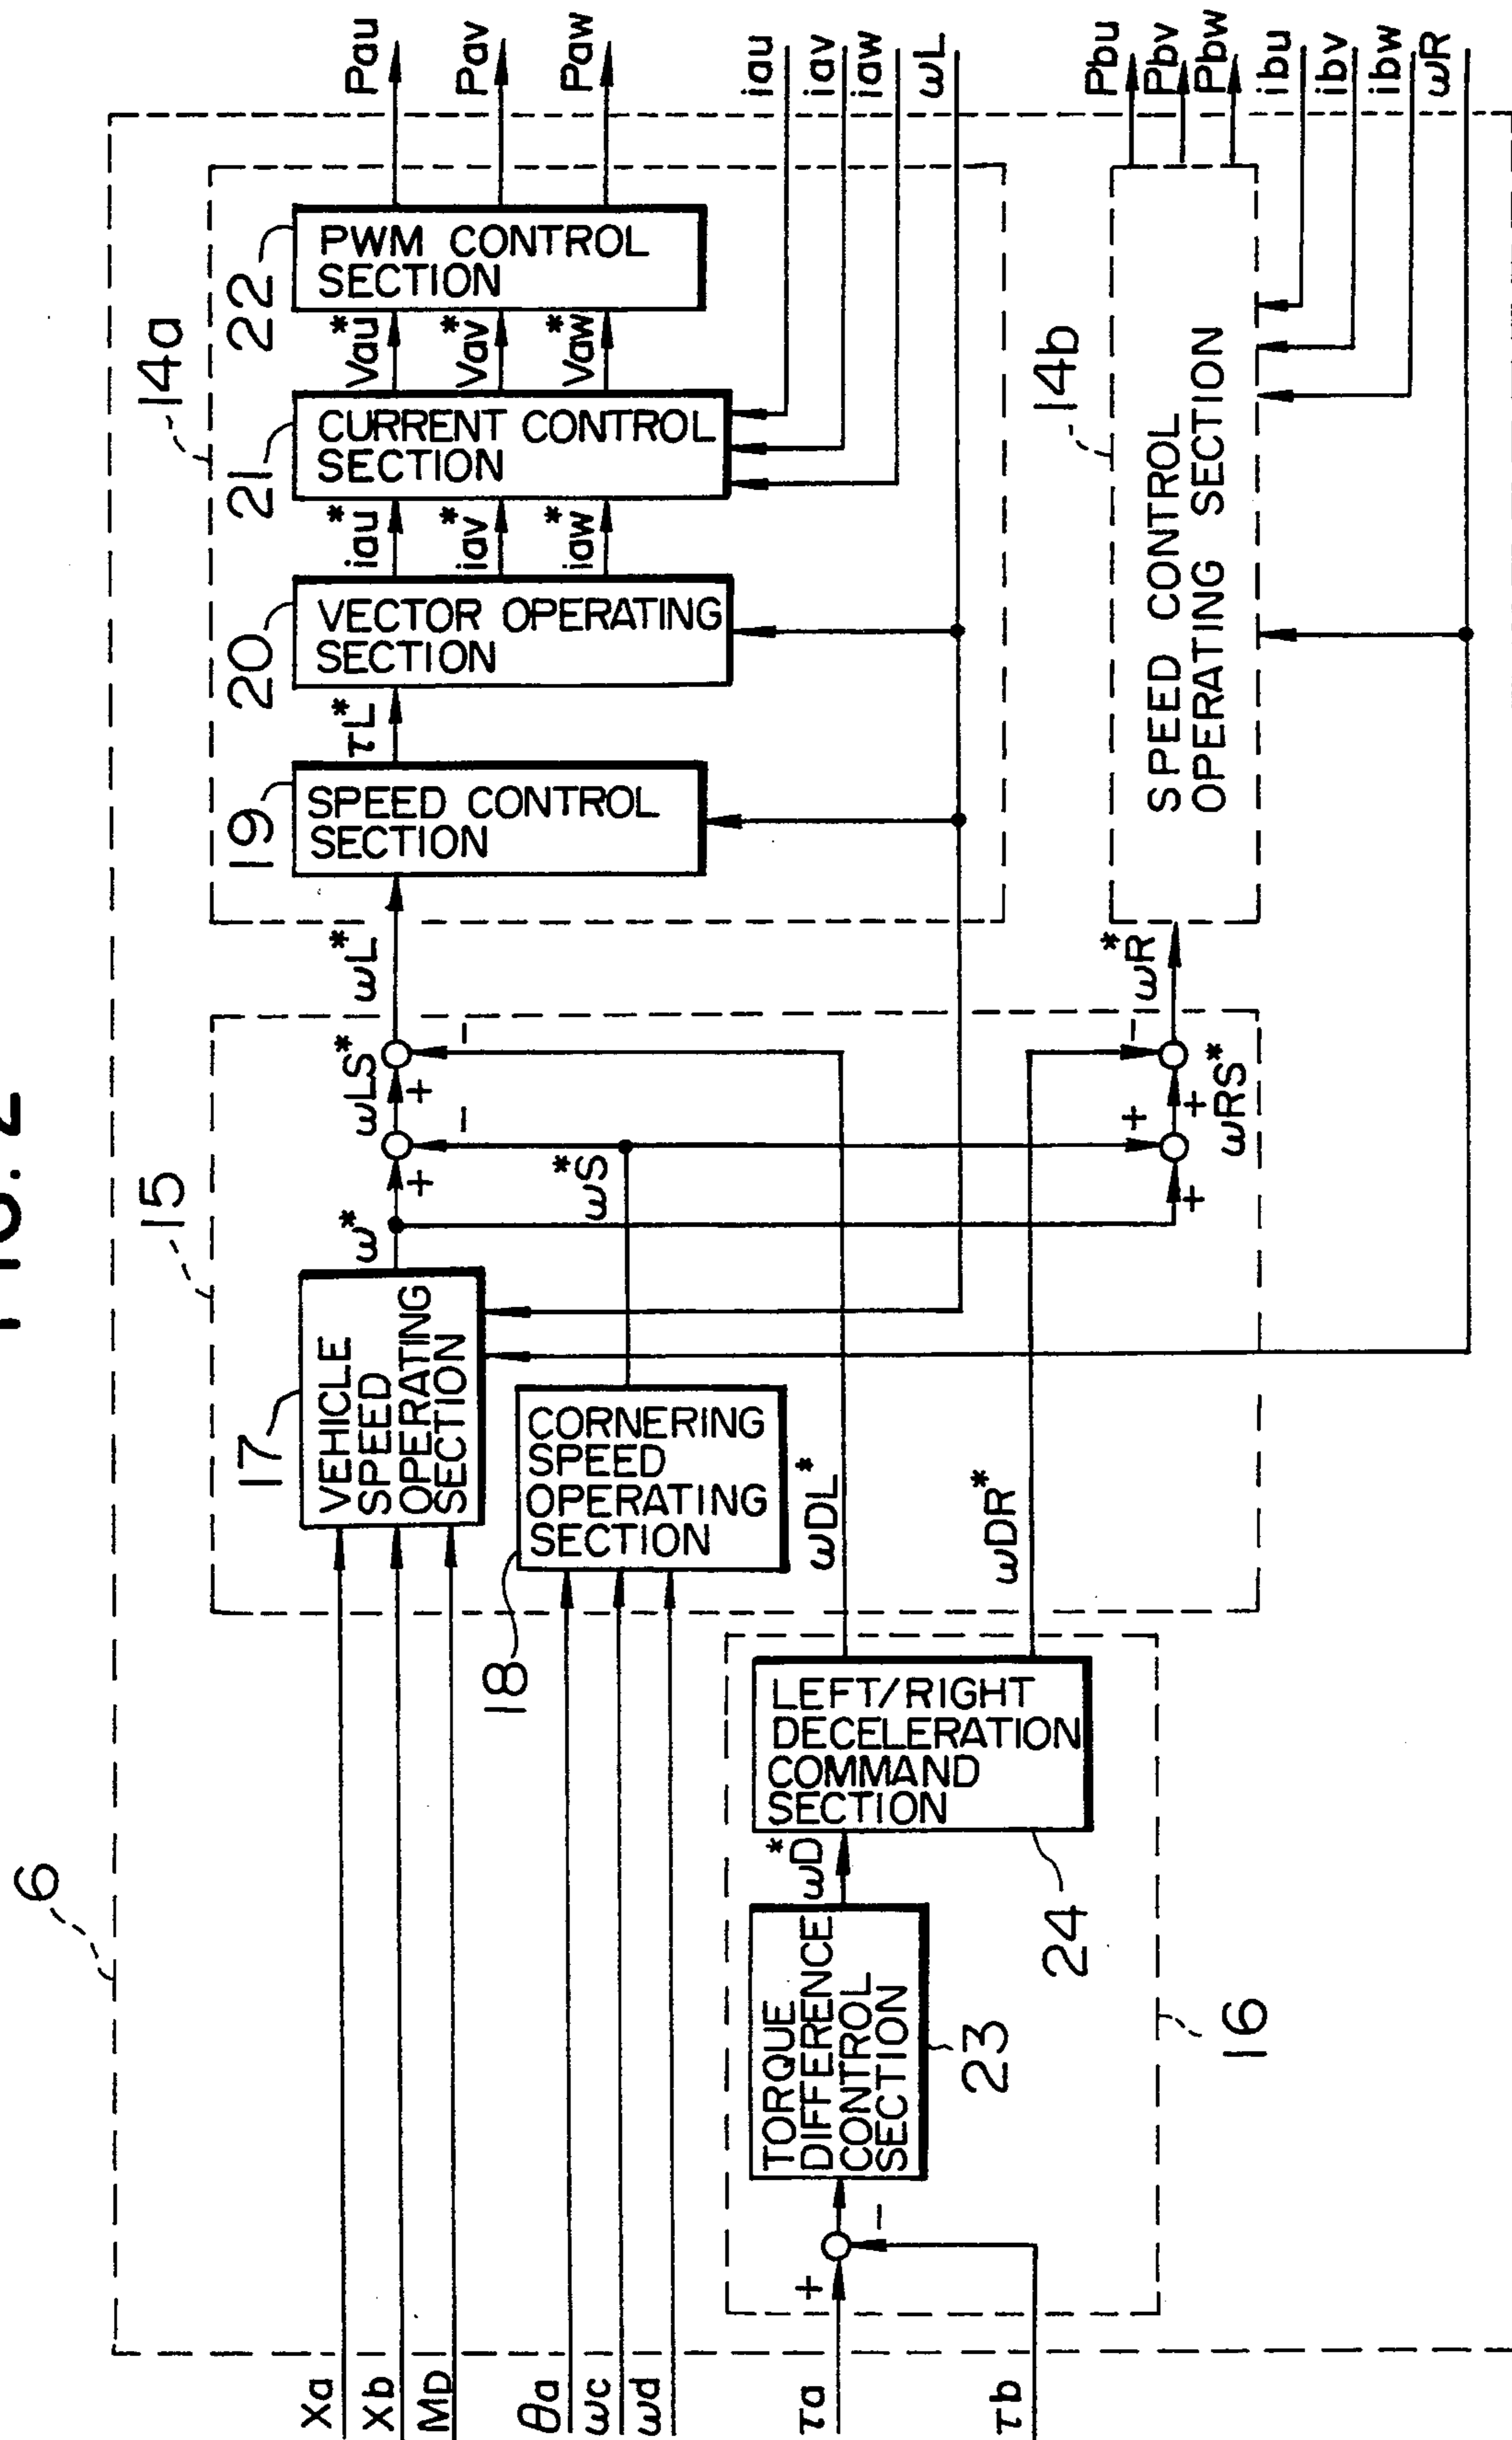 FIG. 2
6
15
14a
17
VEHICLE
SPEED
OPERATING
SECTION
ω*
+
ωLS*
+
ωL*
19
SPEED CONTROL
SECTION
τL*
20
VECTOR OPERATING
SECTION
iau*
iav*
iaw*
21
CURRENT CONTROL
SECTION
Vau*
Vav*
Vaw*
22
PWM CONTROL
SECTION
Pau
Pav
Paw
Xa
Xb
MD
18
CORNERING
SPEED
OPERATING
SECTION
ωS*
−
−
iau
iav
iaw
ωL
θa
ωc
ωd
ωDL*
ωDR*
LEFT/RIGHT
DECELERATION
COMMAND
SECTION
24
ωD*
TORQUE
DIFFERENCE
CONTROL
SECTION
23
16
τa
+
−
τb
+
−
+
+
ωRS*
ωR*
14b
SPEED CONTROL
OPERATING SECTION
Pbu
Pbv
Pbw
ibu
ibv
ibw
ωR